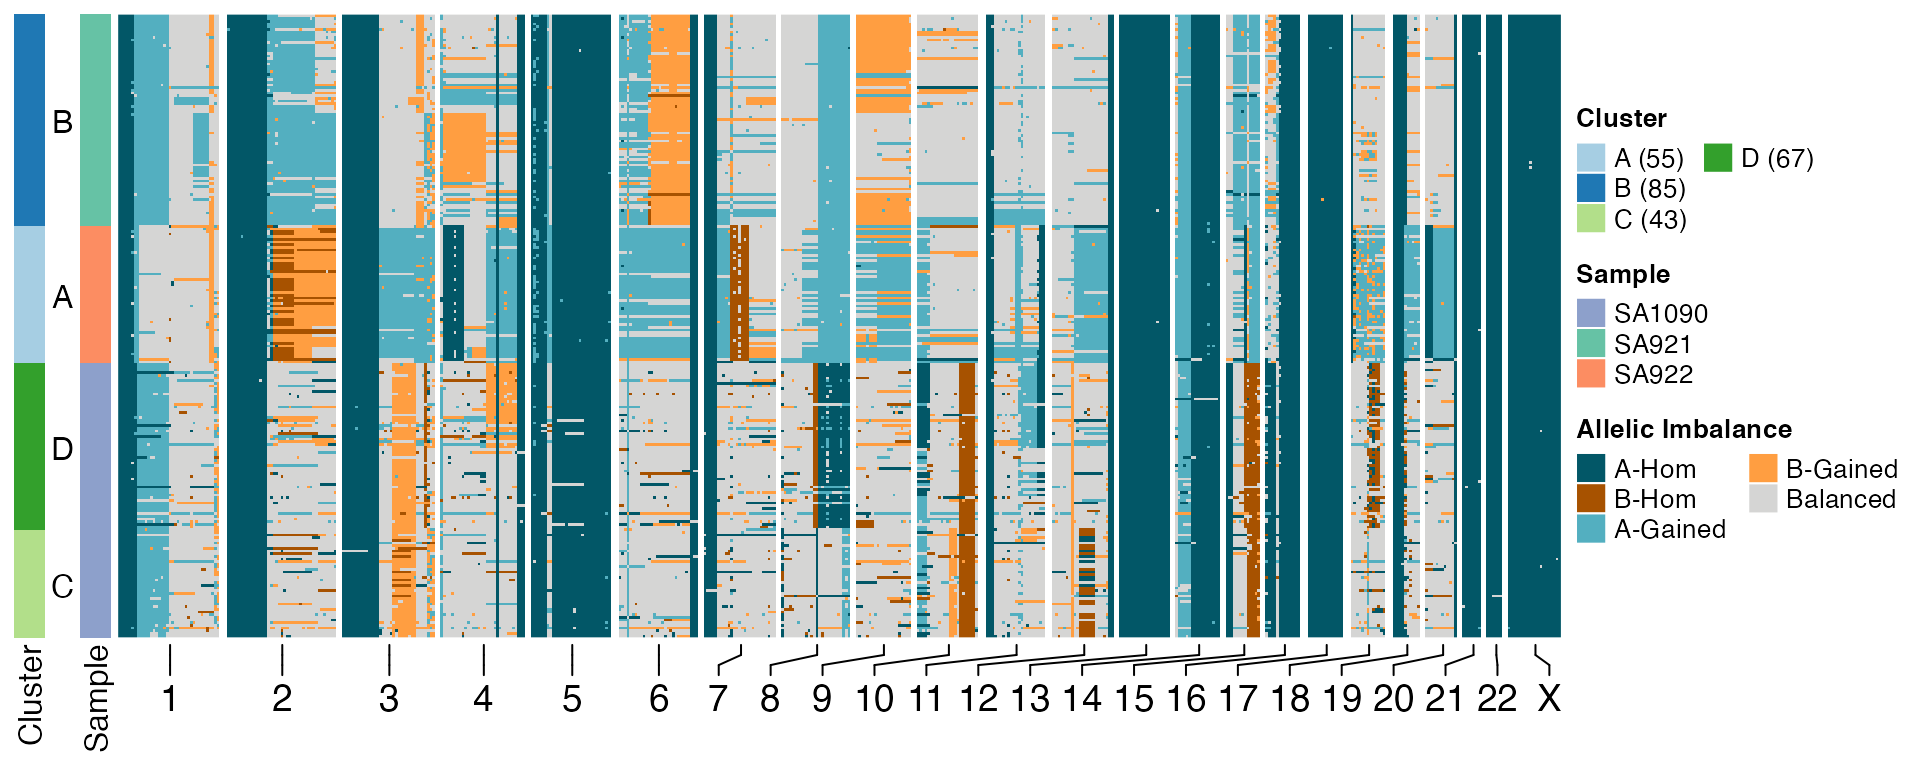 B
A
D
C
Cluster
Sample
1 2 3 4 5 6 7 8 9 10 11 12 13 14 15 16 17 18 19 20 21 22 X
Cluster
A (55) D (67)
B (85)
C (43)
Sample
SA1090
SA921
SA922
Allelic Imbalance
A-Hom B-Gained
B-Hom Balanced
A-Gained